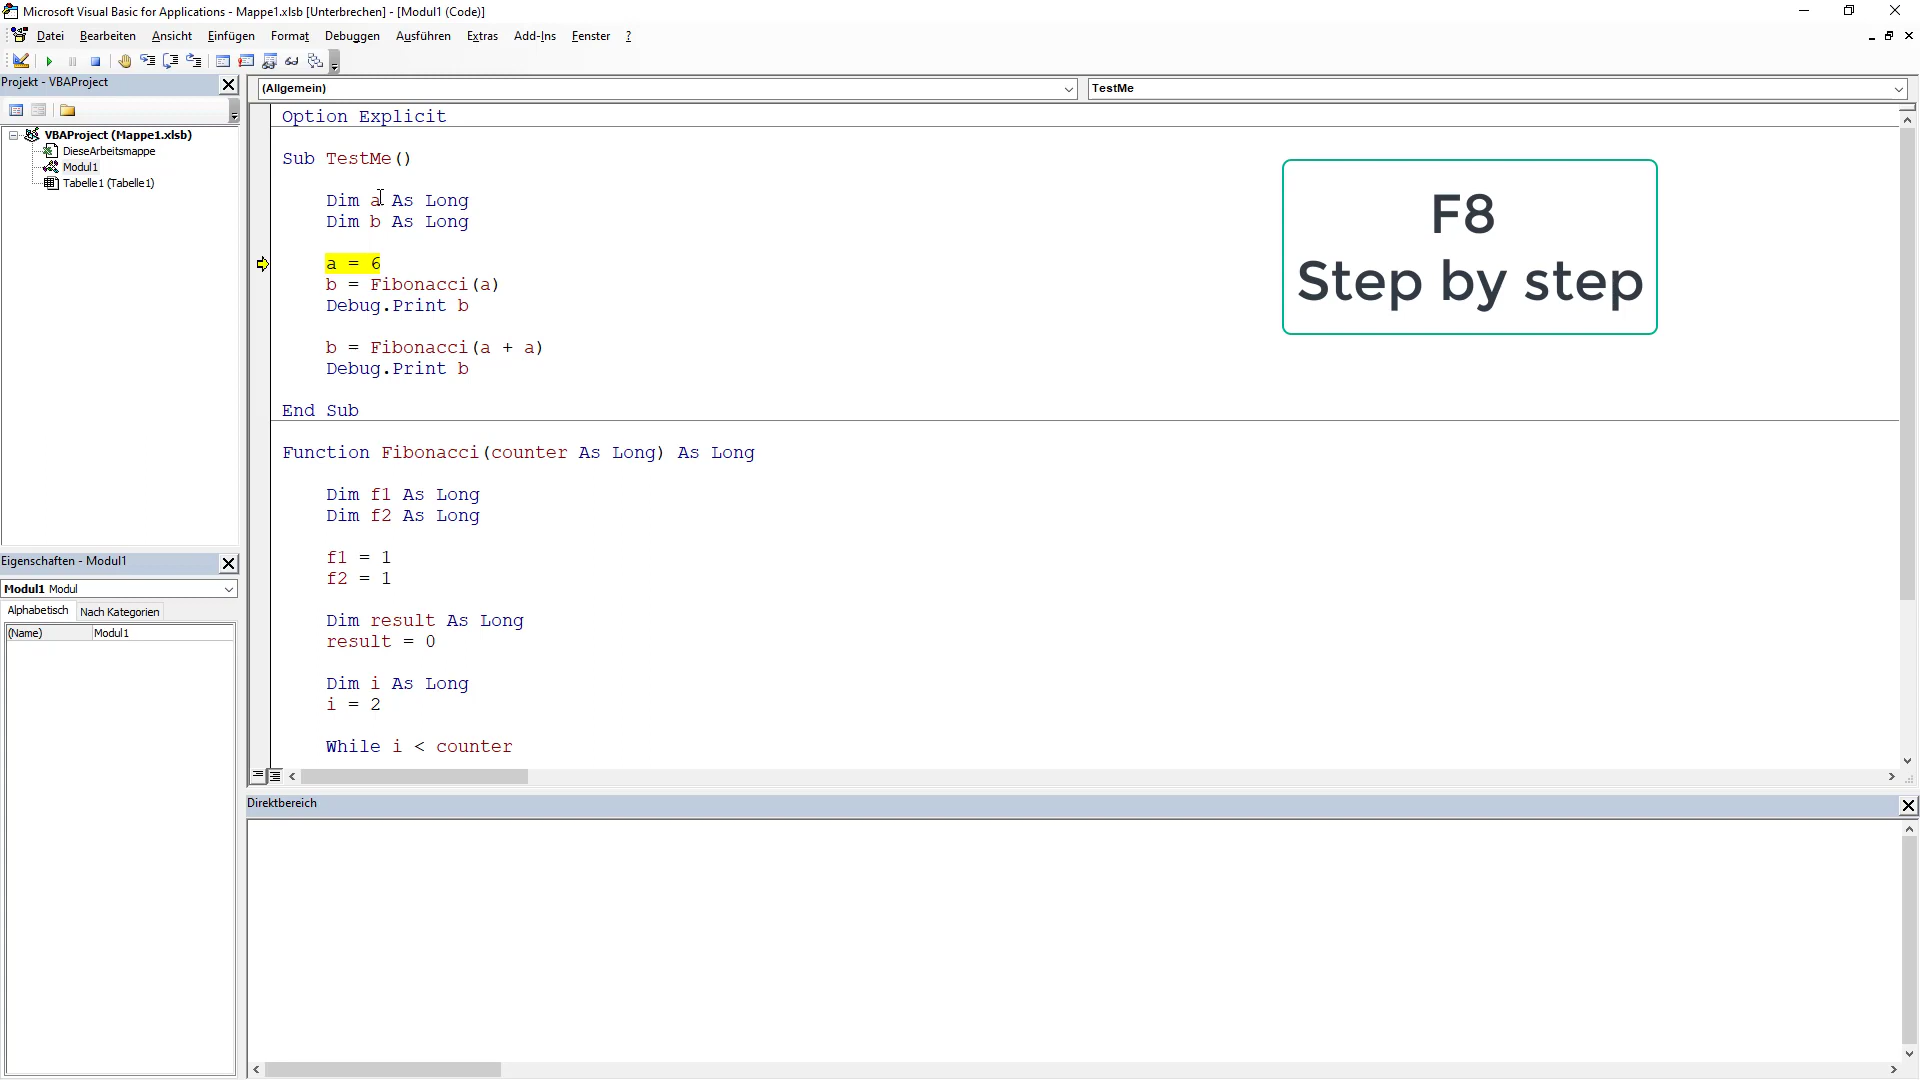 Microsoft Visual Basic for Applications - Mappe1.xlsb [Unterbrechen] - [Modul1 (Code)]
Datei Bearbeiten Ansicht Einfügen Format Debuggen Ausführen Extras Add-Ins Fenster ?
Projekt - VBAProject
VBAProject (Mappe1.xlsb)
DieseArbeitsmappe
Modul1
Tabelle1 (Tabelle1)
Eigenschaften - Modul1
Modul1 Modul
Alphabetisch Nach Kategorien
(Name) Modul1
(Allgemein) TestMe
Option Explicit
Sub TestMe()
Dim a As Long
Dim b As Long
a = 6
b = Fibonacci(a)
Debug.Print b
b = Fibonacci(a + a)
Debug.Print b
End Sub
Function Fibonacci(counter As Long) As Long
Dim f1 As Long
Dim f2 As Long
f1 = 1
f2 = 1
Dim result As Long
result = 0
Dim i As Long
i = 2
While i < counter
F8
Step by step
Direktbereich